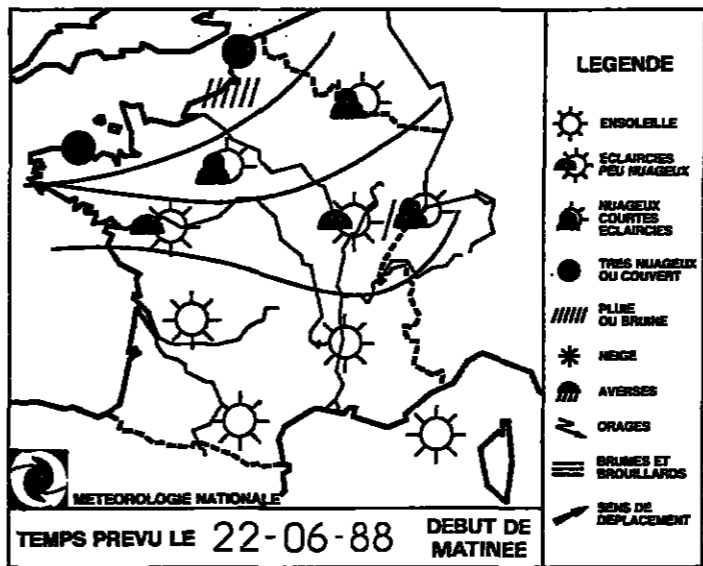 LEGENDE
ENSOLEILLE
ECLAIRCIES
PEU NUAGEUX
NUAGEUX
COURTES
ECLAIRCIES
TRES NUAGEUX
OU COUVERT
PLUIE
OU BRUINE
NEIGE
AVERSES
ORAGES
BRUMES ET
BROUILLARDS
SENS DE
DEPLACEMENT
METEOROLOGIE NATIONALE
TEMPS PREVU LE 22-06-88 DEBUT DE
MATINEE